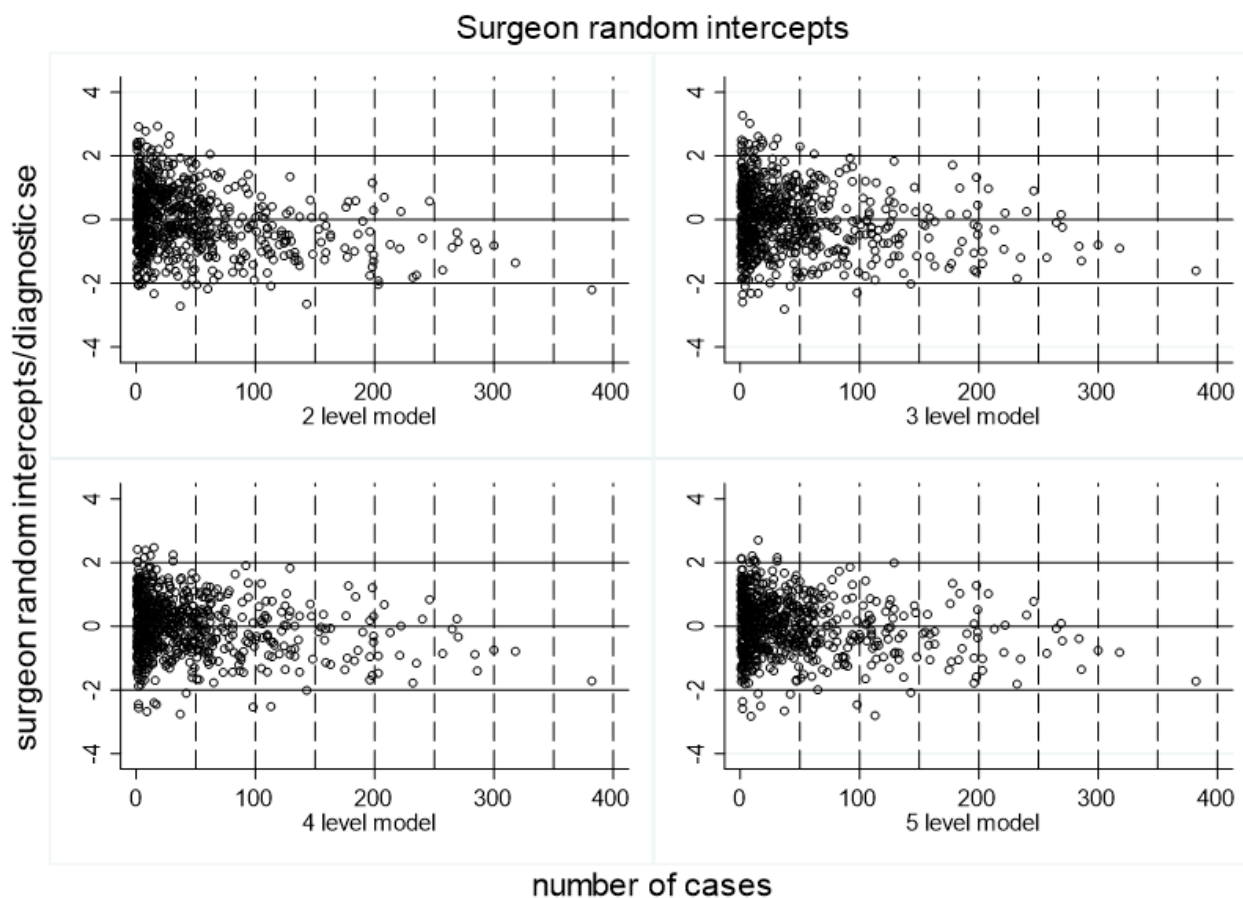 Surgeon random intercepts
surgeon random intercepts/diagnostic se
4
2
0
-2
-4
0 100 200 300 400
2 level model
4
2
0
-2
-4
0 100 200 300 400
3 level model
4
2
0
-2
-4
0 100 200 300 400
4 level model
4
2
0
-2
-4
0 100 200 300 400
5 level model
number of cases